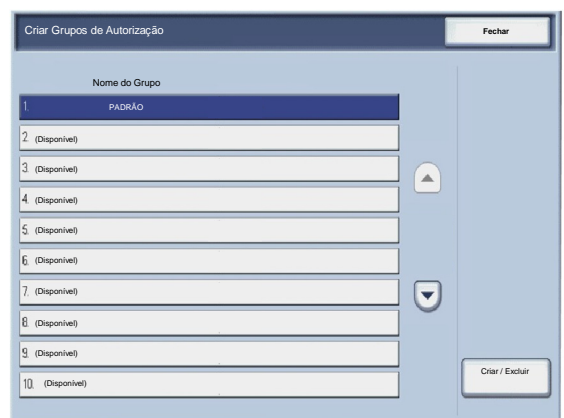 Criar Grupos de Autorização
Fechar
Nome do Grupo
1. PADRÃO
2. (Disponível)
3. (Disponível)
4. (Disponível)
5. (Disponível)
6. (Disponível)
7. (Disponível)
8. (Disponível)
9. (Disponível)
10. (Disponível)
Criar / Excluir